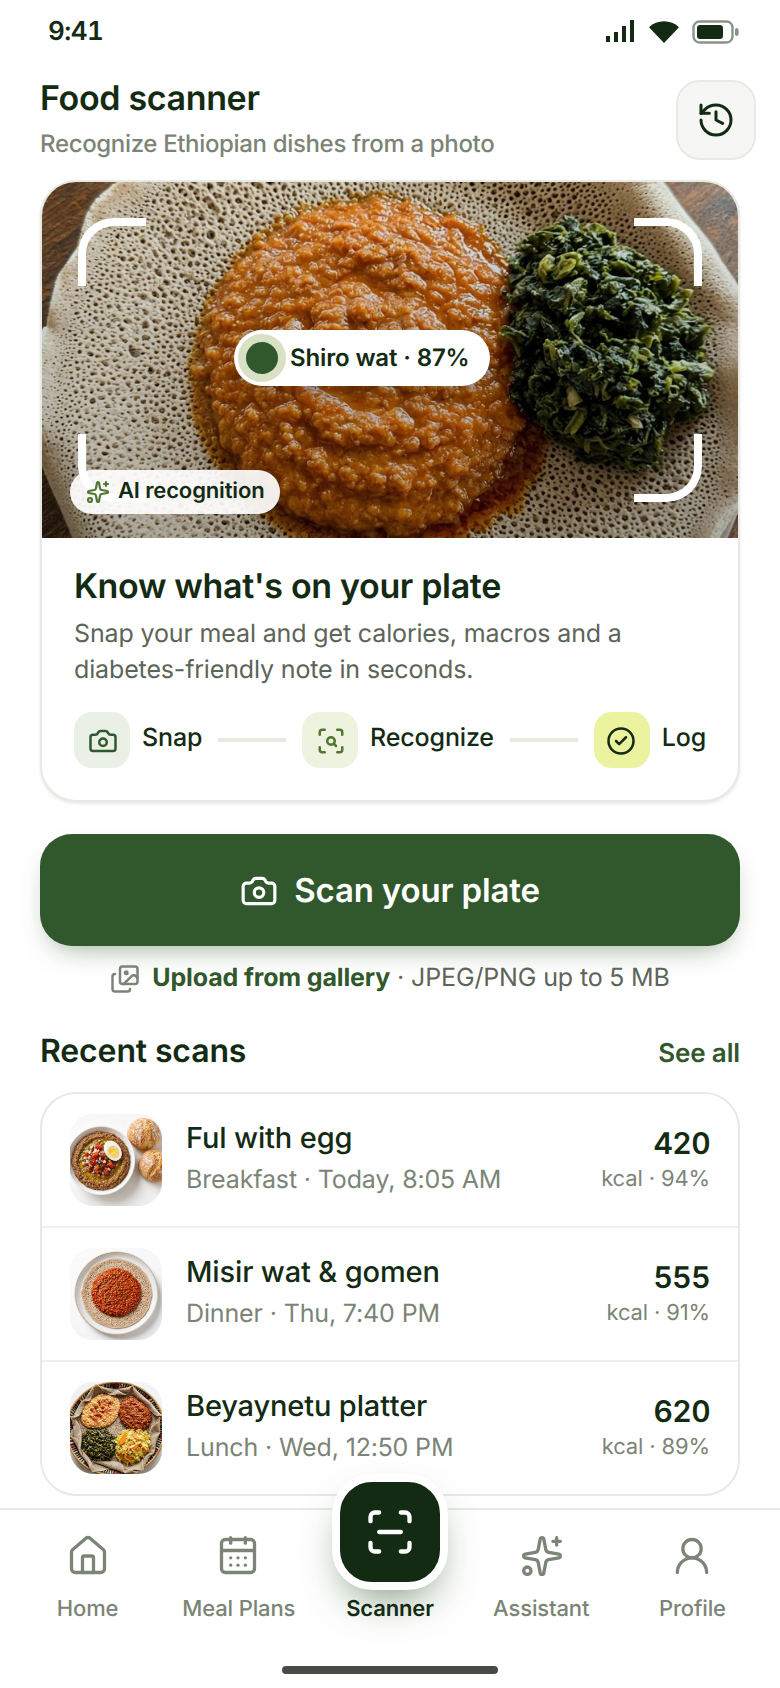 9:41
Food scanner
Recognize Ethiopian dishes from a photo
Shiro wat · 87%
AI recognition
Know what's on your plate
Snap your meal and get calories, macros and a
diabetes-friendly note in seconds.
Snap
Recognize
Log
Scan your plate
Upload from gallery · JPEG/PNG up to 5 MB
Recent scans
See all
Ful with egg
420
Breakfast · Today, 8:05 AM
kcal · 94%
Misir wat & gomen
555
Dinner · Thu, 7:40 PM
kcal · 91%
Beyaynetu platter
620
Lunch · Wed, 12:50 PM
kcal · 89%
Home
Meal Plans
Scanner
Assistant
Profile